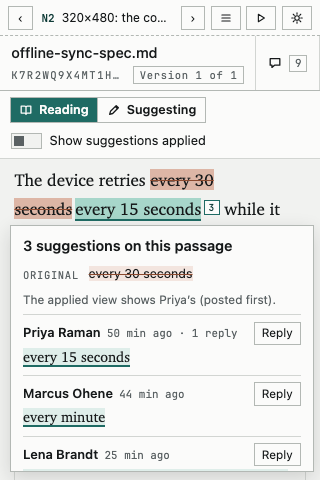 ‹ N2 320×480: the co… ›
offline-sync-spec.md
K7R2WQ9X4MT1H… Version 1 of 1 9
Reading Suggesting
Show suggestions applied
The device retries every 30
seconds every 15 seconds 3 while it
3 suggestions on this passage
ORIGINAL every 30 seconds
The applied view shows Priya’s (posted first).
Priya Raman 50 min ago · 1 reply Reply
every 15 seconds
Marcus Ohene 44 min ago Reply
every minute
Lena Brandt 25 min ago Reply